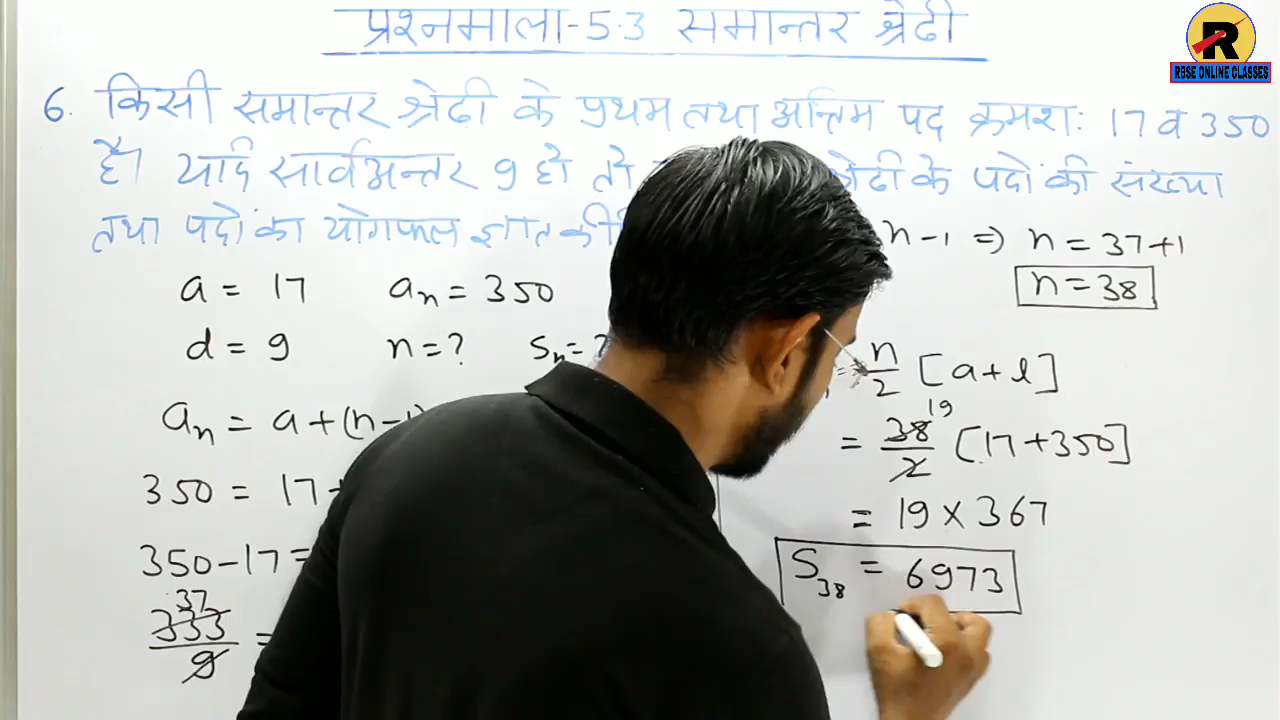 प्रश्नमाला-5.3 समान्तर श्रेढी
R
RBSE ONLINE CLASSES
6. किसी समान्तर श्रेढी के प्रथम तथा अन्तिम पद क्रमशः 17 व 350
है। यदि सार्वअन्तर 9 हो तो श्रेढी के पदों की संख्या
तथा पदों का योगफल ज्ञात की
a = 17 aₙ = 350
d = 9 n = ? Sₙ = ?
aₙ = a + (n-1)
350 = 17 +
350 - 17 =
37
333/9 =
n - 1 => n = 37 + 1
n = 38
= n/2 [a + l]
= 38/2 19 [17 + 350]
= 19 × 367
S₃₈ = 6973